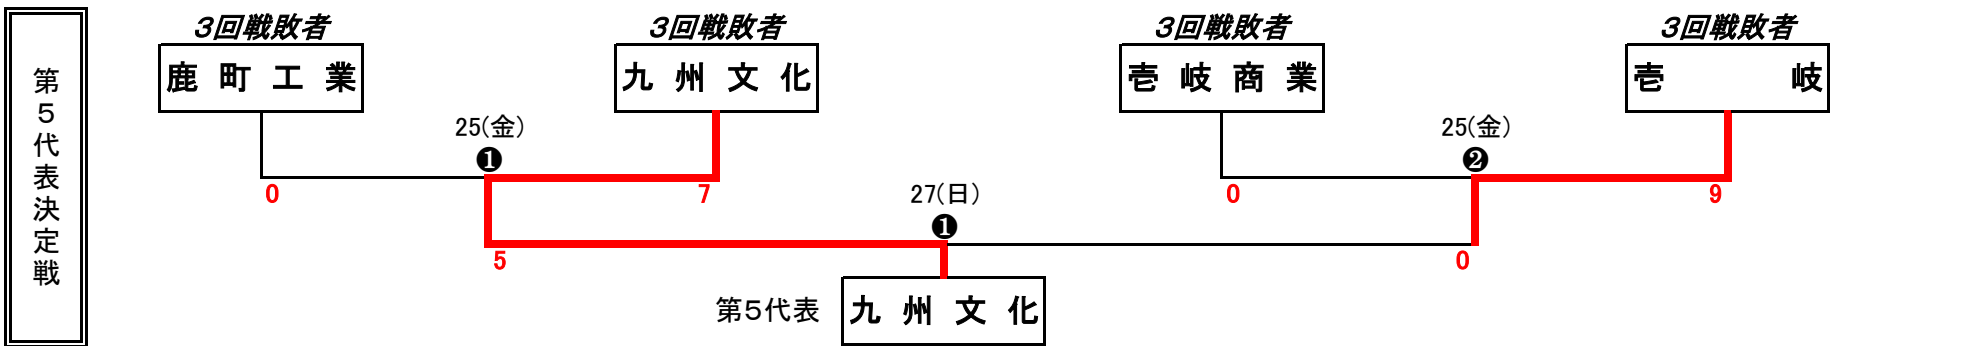 第5代表決定戦
3回戦敗者 3回戦敗者 3回戦敗者 3回戦敗者
鹿町工業 九州文化 壱岐商業 壱岐
25(金) 25(金)
❶ ❷
0 7 27(日) 0 9
❶
5 0
第5代表 九州文化